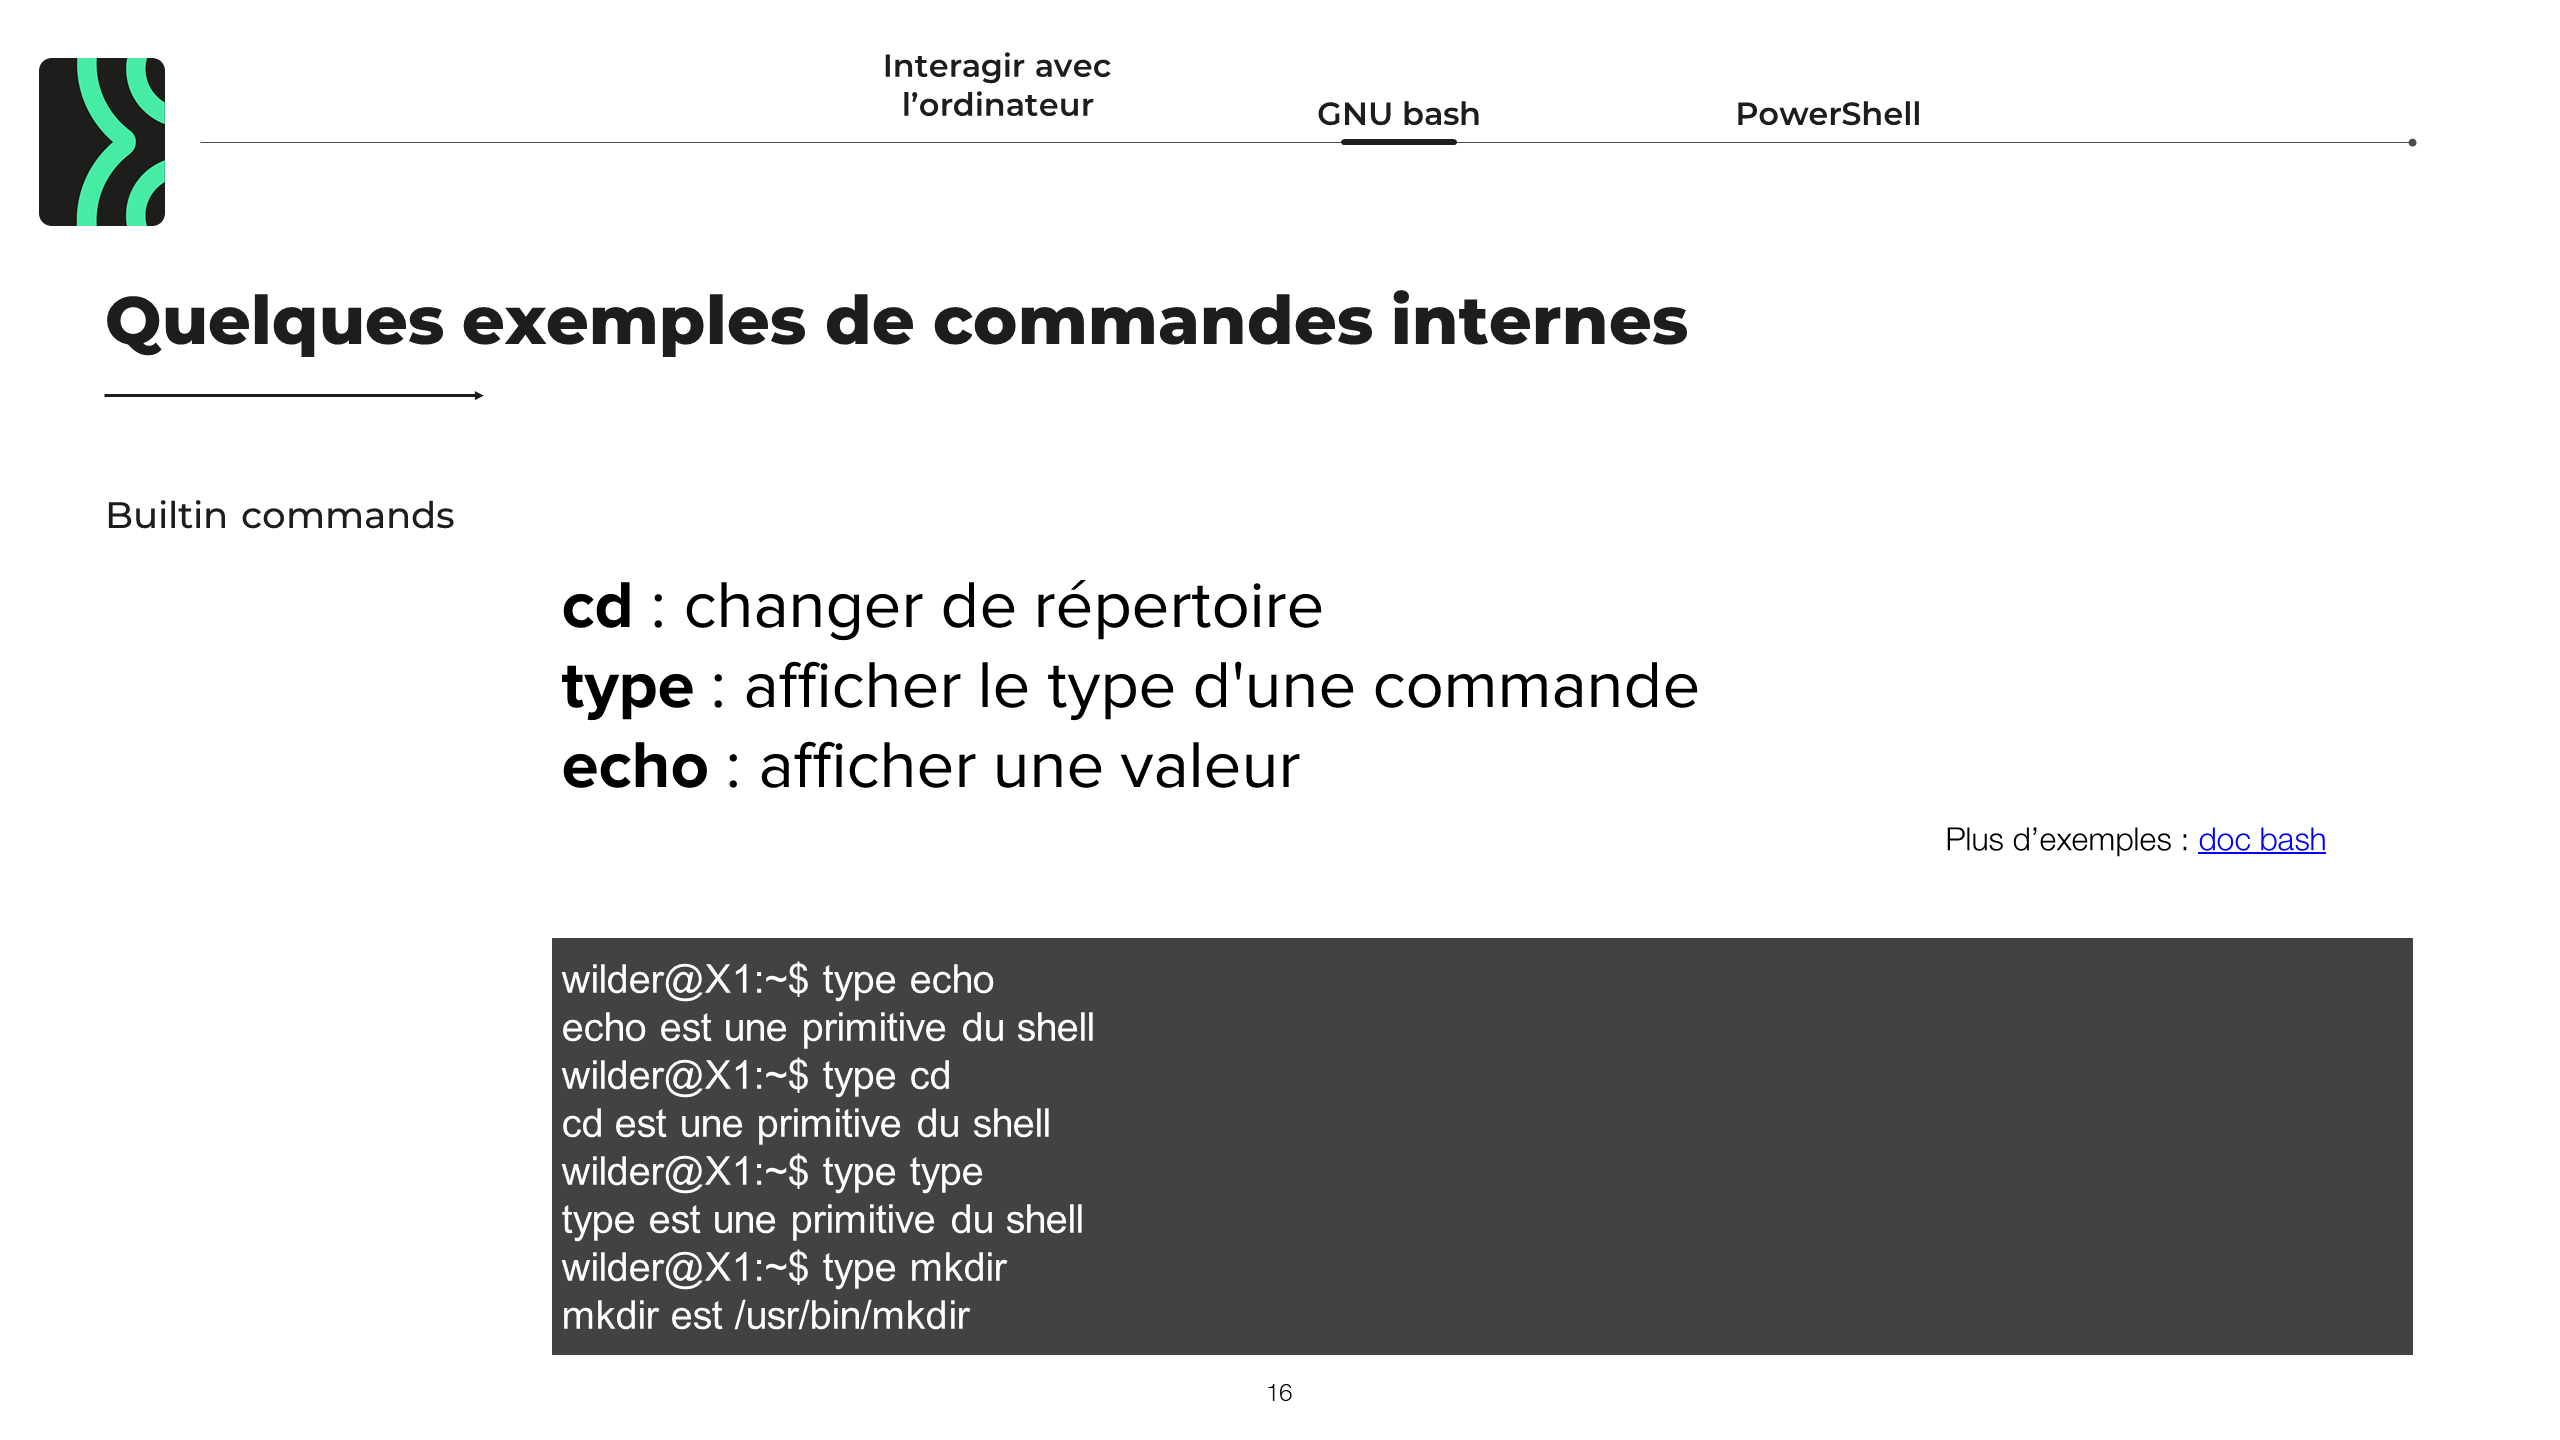 Interagir avec
l’ordinateur
GNU bash
PowerShell
Quelques exemples de commandes internes
Builtin commands
cd : changer de répertoire
type : afficher le type d'une commande
echo : afficher une valeur
Plus d’exemples : doc bash
wilder@X1:~$ type echo
echo est une primitive du shell
wilder@X1:~$ type cd
cd est une primitive du shell
wilder@X1:~$ type type
type est une primitive du shell
wilder@X1:~$ type mkdir
mkdir est /usr/bin/mkdir
16